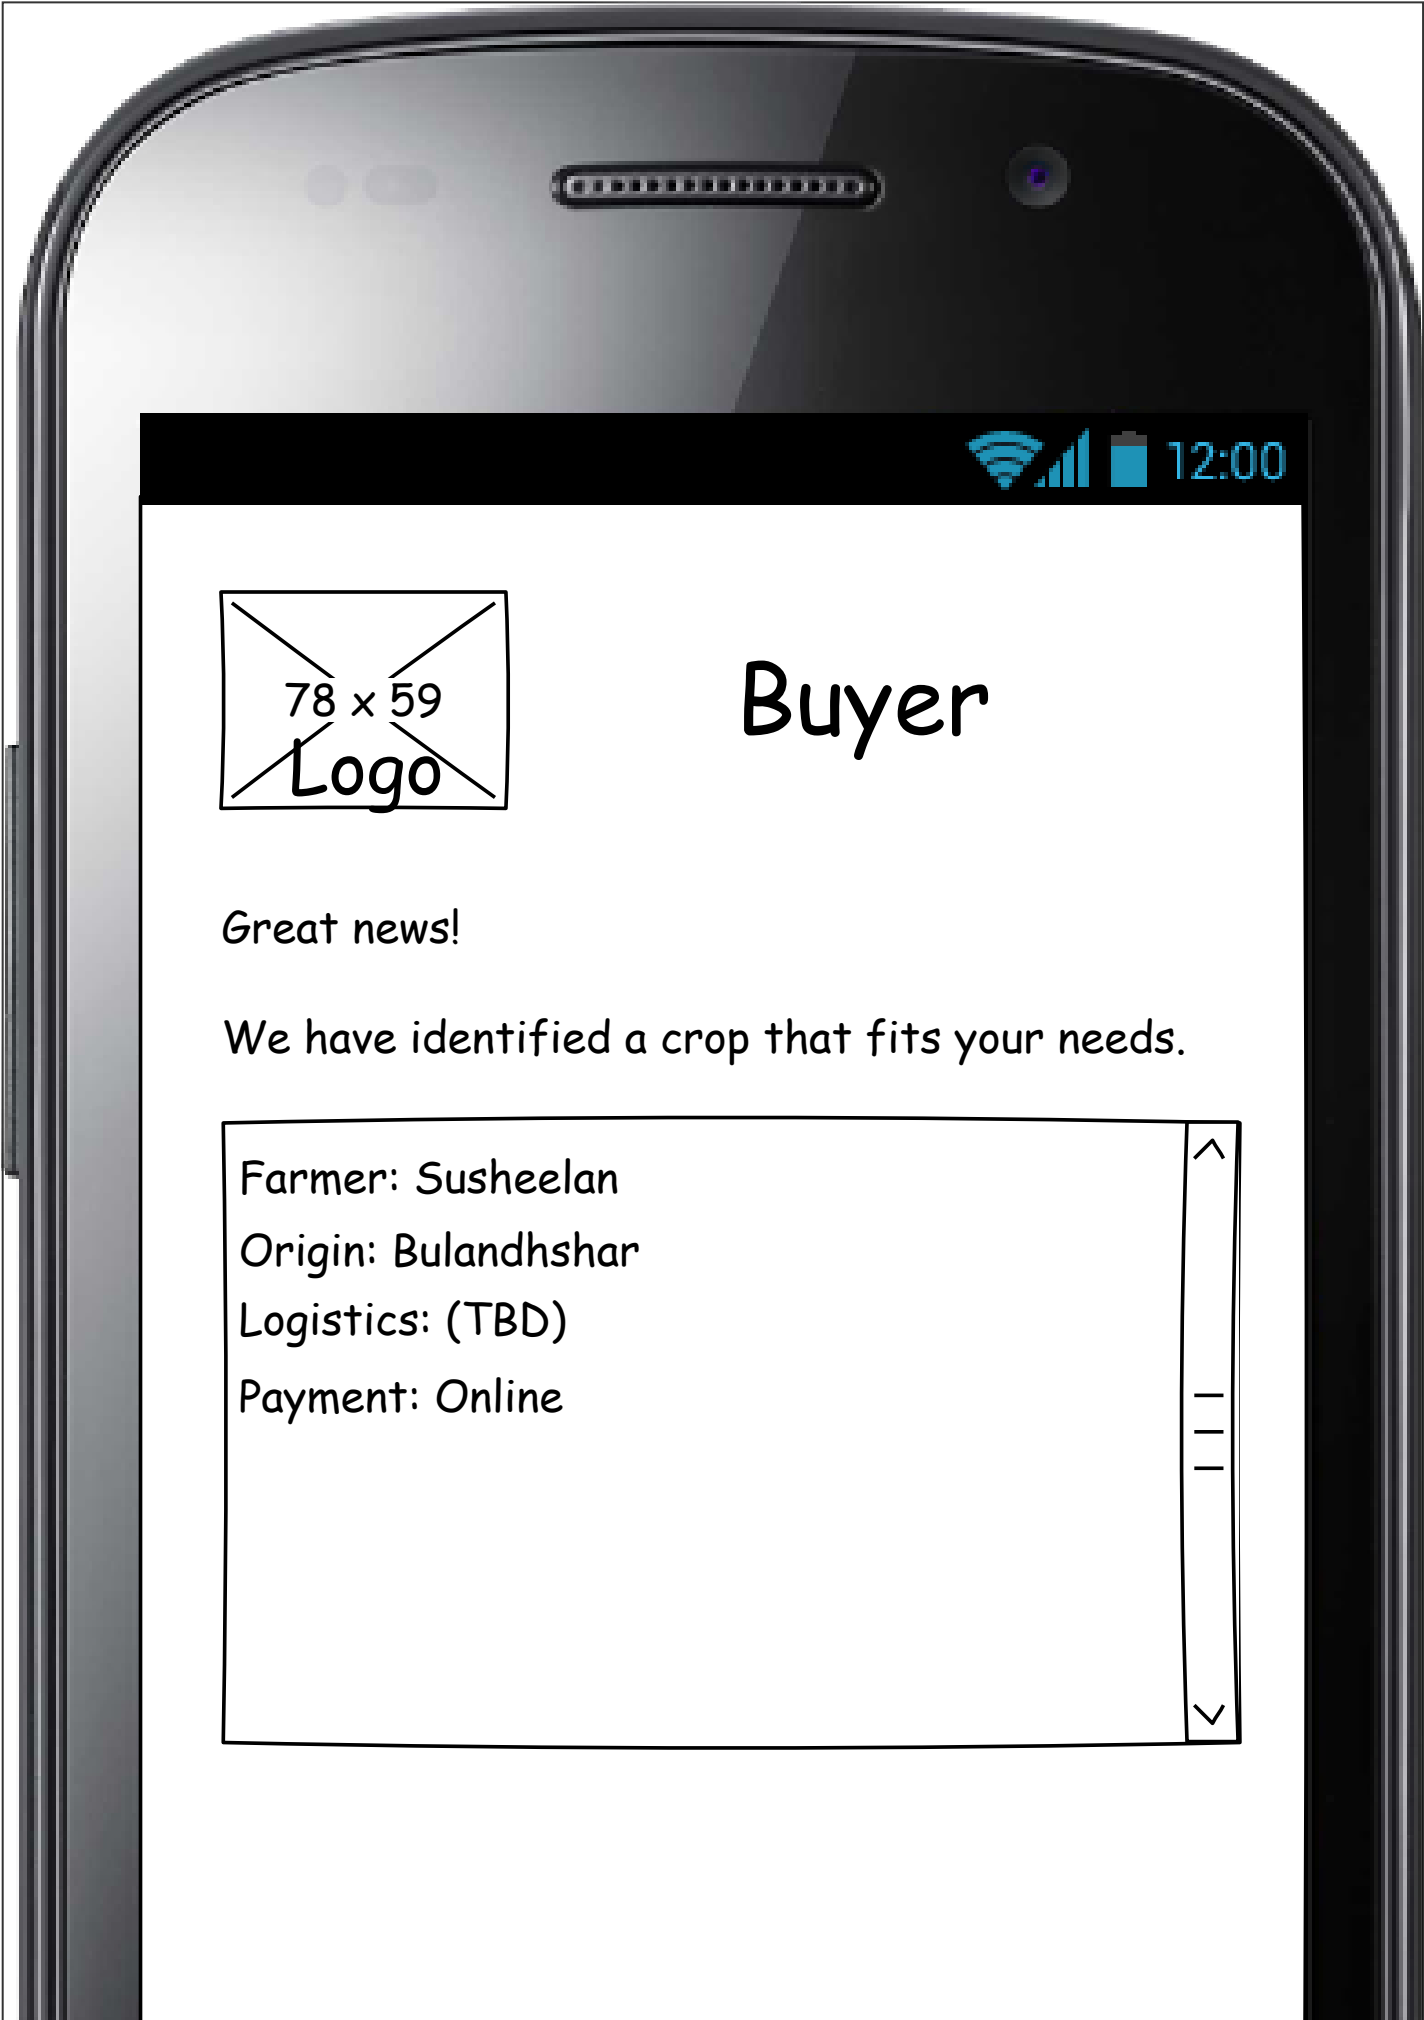 12:00
78 x 59
Logo
Buyer
Great news!
We have identified a crop that fits your needs.
Farmer: Susheelan
Origin: Bulandhshar
Logistics: (TBD)
Payment: Online